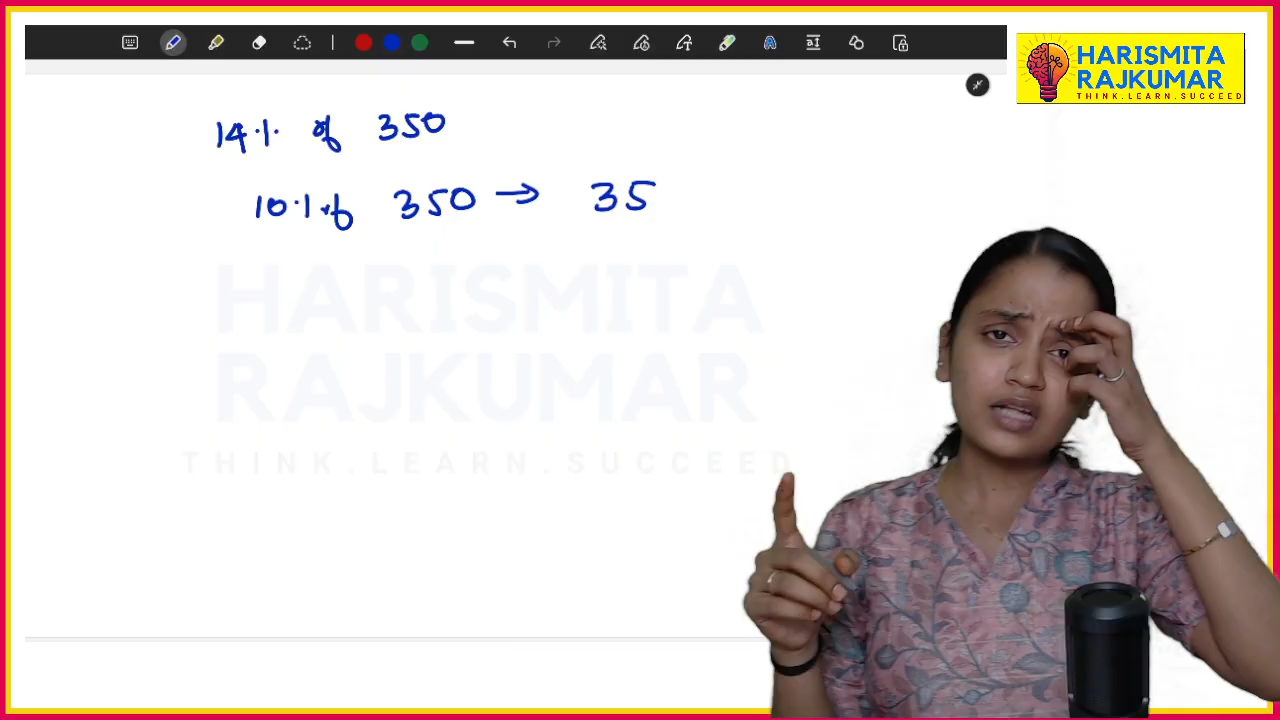 HARISMITA
RAJKUMAR
THINK.LEARN.SUCCEED
14% of 350
10% of 350 → 35
HARISMITA
RAJKUMAR
THINK.LEARN.SUCCEED